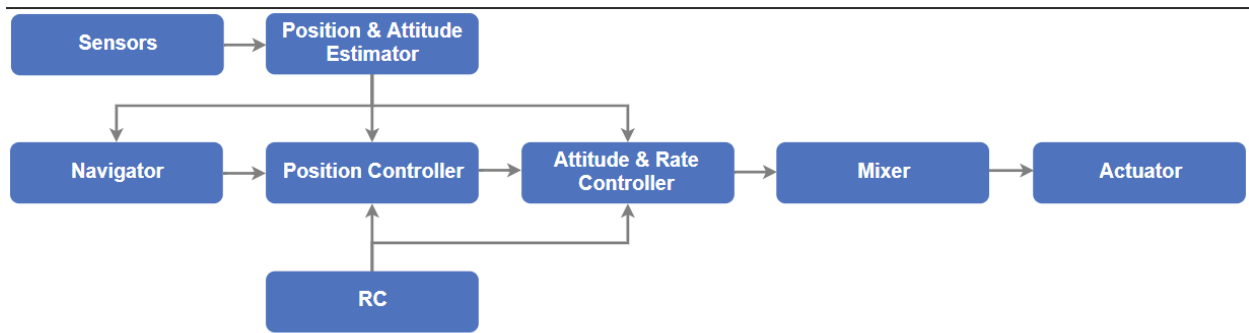 Sensors
Position & Attitude
Estimator
Navigator
Position Controller
Attitude & Rate
Controller
Mixer
Actuator
RC